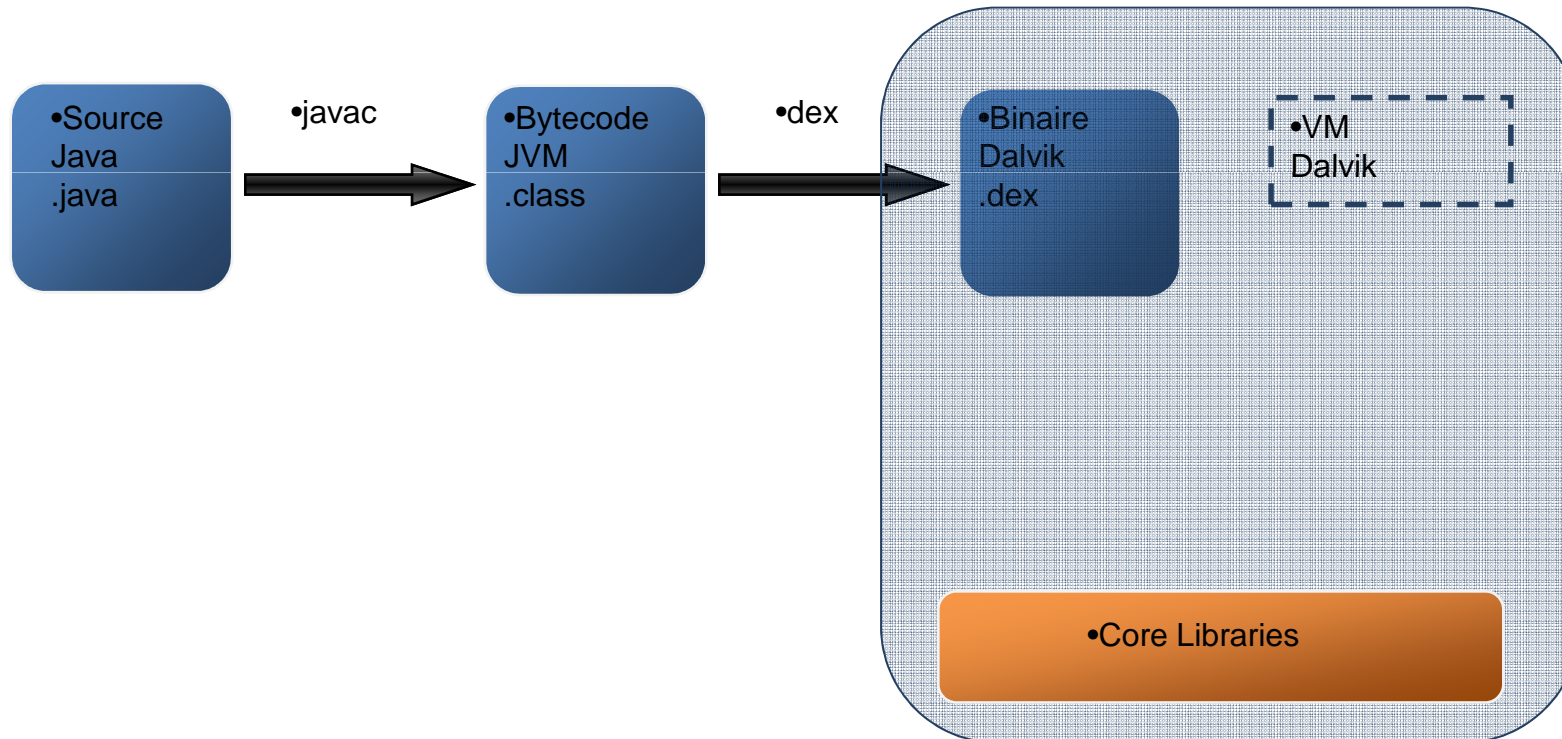 •Source
Java
.java
•javac
•Bytecode
JVM
.class
•dex
•Binaire
Dalvik
.dex
•VM
Dalvik
•Core Libraries